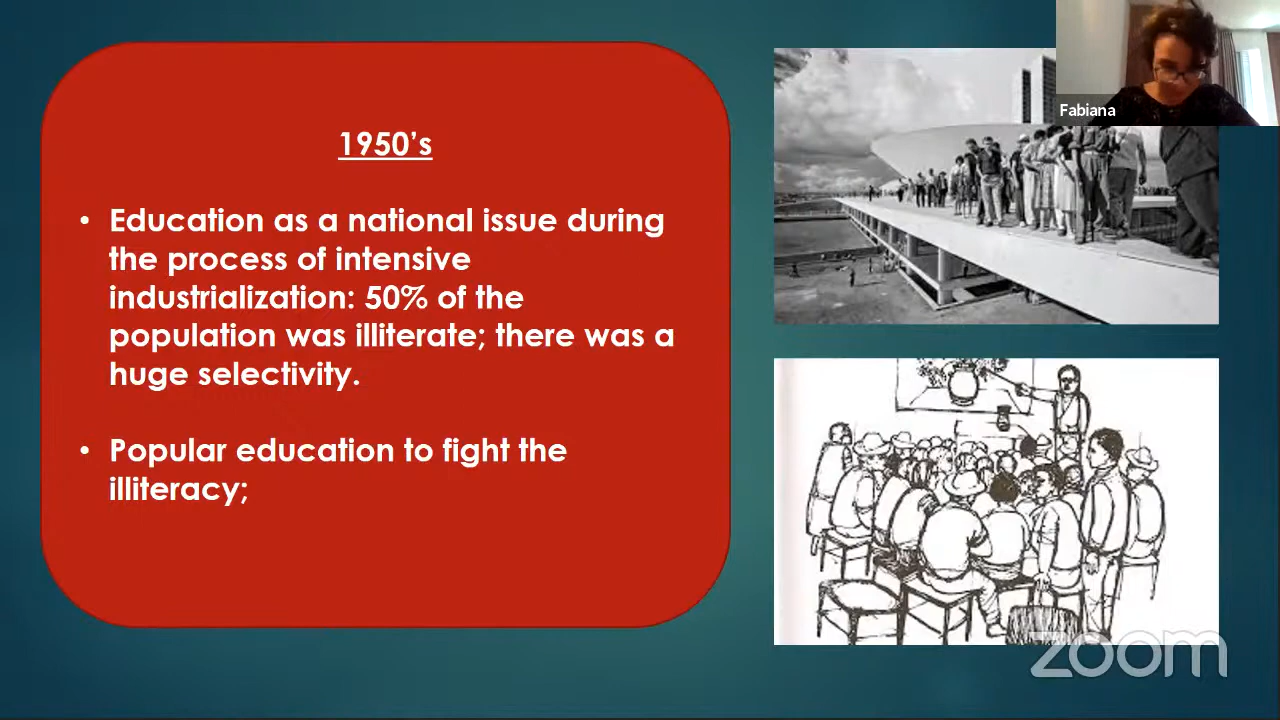 1950's
• Education as a national issue during
the process of intensive
industrialization: 50% of the
population was illiterate; there was a
huge selectivity.
• Popular education to fight the
illiteracy;
Fabiana
zoom